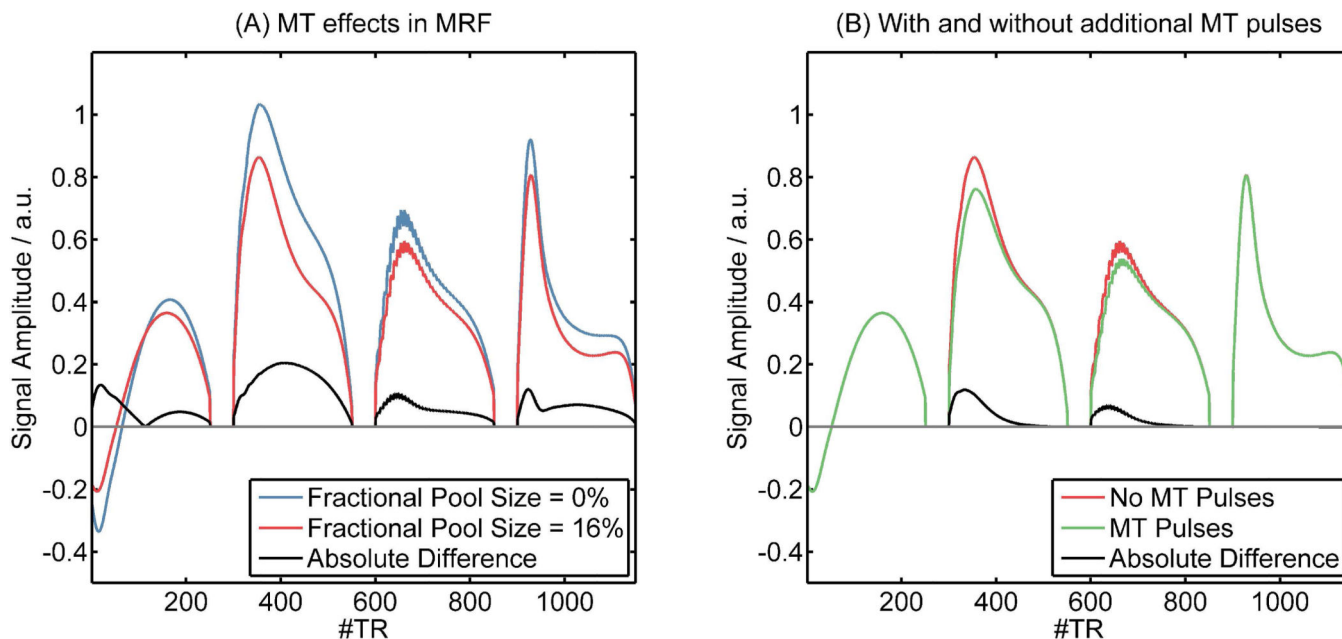 (A) MT effects in MRF
Signal Amplitude / a.u.
1
0.8
0.6
0.4
0.2
0
-0.2
-0.4
Fractional Pool Size = 0%
Fractional Pool Size = 16%
Absolute Difference
200 400 600 800 1000
#TR
(B) With and without additional MT pulses
Signal Amplitude / a.u.
1
0.8
0.6
0.4
0.2
0
-0.2
-0.4
No MT Pulses
MT Pulses
Absolute Difference
200 400 600 800 1000
#TR